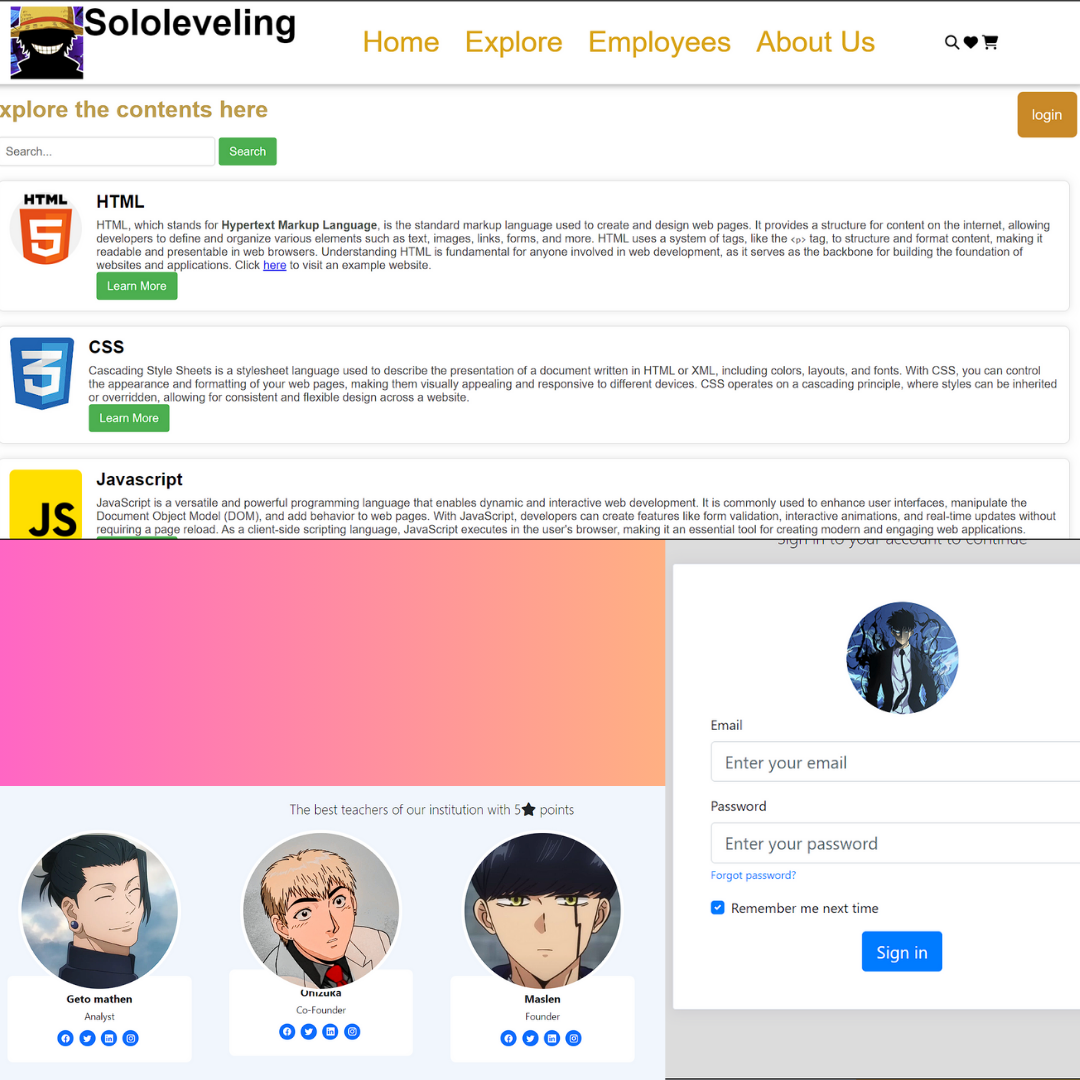 Sololeveling
Home Explore Employees About Us
xplore the contents here
login
Search...
Search
HTML
HTML
HTML, which stands for Hypertext Markup Language, is the standard markup language used to create and design web pages. It provides a structure for content on the internet, allowing
developers to define and organize various elements such as text, images, links, forms, and more. HTML uses a system of tags, like the <p> tag, to structure and format content, making it
readable and presentable in web browsers. Understanding HTML is fundamental for anyone involved in web development, as it serves as the backbone for building the foundation of
websites and applications. Click here to visit an example website.
Learn More
CSS
Cascading Style Sheets is a stylesheet language used to describe the presentation of a document written in HTML or XML, including colors, layouts, and fonts. With CSS, you can control
the appearance and formatting of your web pages, making them visually appealing and responsive to different devices. CSS operates on a cascading principle, where styles can be inherited
or overridden, allowing for consistent and flexible design across a website.
Learn More
JS
Javascript
JavaScript is a versatile and powerful programming language that enables dynamic and interactive web development. It is commonly used to enhance user interfaces, manipulate the
Document Object Model (DOM), and add behavior to web pages. With JavaScript, developers can create features like form validation, interactive animations, and real-time updates without
requiring a page reload. As a client-side scripting language, JavaScript executes in the user's browser, making it an essential tool for creating modern and engaging web applications.
The best teachers of our institution with 5★ points
Geto mathen
Analyst
Onizuka
Co-Founder
Maslen
Founder
Sign in to your account to continue
Email
Enter your email
Password
Enter your password
Forgot password?
Remember me next time
Sign in